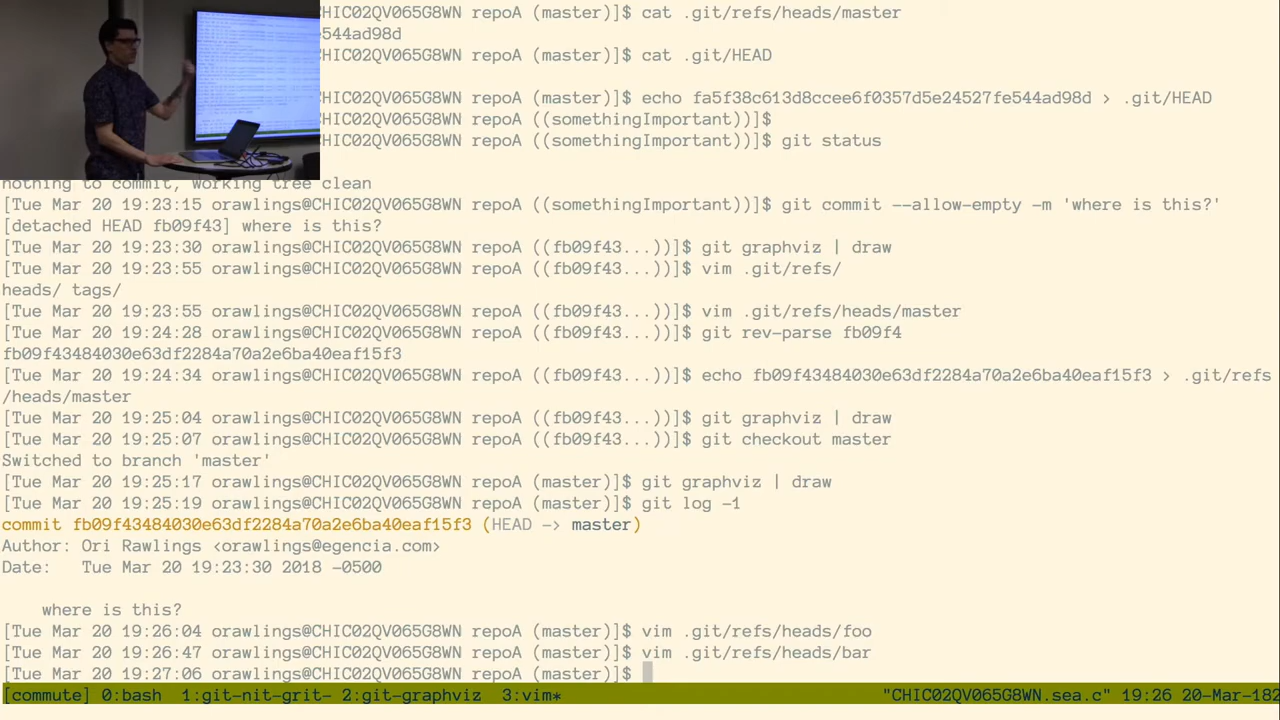 CHIC02QV065G8WN repoA (master)]$ cat .git/refs/heads/master
544ad98d
CHIC02QV065G8WN repoA (master)]$ cat .git/HEAD
CHIC02QV065G8WN repoA (master)]$ echo fa5f38c613d8ccee6f0357d5e24527fe544ad98d .git/HEAD
CHIC02QV065G8WN repoA ((somethingImportant))]$
CHIC02QV065G8WN repoA ((somethingImportant))]$ git status
nothing to commit, working tree clean
[Tue Mar 20 19:23:15 orawlings@CHIC02QV065G8WN repoA ((somethingImportant))]$ git commit --allow-empty -m 'where is this?'
[detached HEAD fb09f43] where is this?
[Tue Mar 20 19:23:30 orawlings@CHIC02QV065G8WN repoA ((fb09f43...))]$ git graphviz | draw
[Tue Mar 20 19:23:55 orawlings@CHIC02QV065G8WN repoA ((fb09f43...))]$ vim .git/refs/
heads/ tags/
[Tue Mar 20 19:23:55 orawlings@CHIC02QV065G8WN repoA ((fb09f43...))]$ vim .git/refs/heads/master
[Tue Mar 20 19:24:28 orawlings@CHIC02QV065G8WN repoA ((fb09f43...))]$ git rev-parse fb09f4
fb09f43484030e63df2284a70a2e6ba40eaf15f3
[Tue Mar 20 19:24:34 orawlings@CHIC02QV065G8WN repoA ((fb09f43...))]$ echo fb09f43484030e63df2284a70a2e6ba40eaf15f3 > .git/refs
/heads/master
[Tue Mar 20 19:25:04 orawlings@CHIC02QV065G8WN repoA ((fb09f43...))]$ git graphviz | draw
[Tue Mar 20 19:25:07 orawlings@CHIC02QV065G8WN repoA ((fb09f43...))]$ git checkout master
Switched to branch 'master'
[Tue Mar 20 19:25:17 orawlings@CHIC02QV065G8WN repoA (master)]$ git graphviz | draw
[Tue Mar 20 19:25:19 orawlings@CHIC02QV065G8WN repoA (master)]$ git log -1
commit fb09f43484030e63df2284a70a2e6ba40eaf15f3 (HEAD -> master)
Author: Ori Rawlings <orawlings@egencia.com>
Date:   Tue Mar 20 19:23:30 2018 -0500
where is this?
[Tue Mar 20 19:26:04 orawlings@CHIC02QV065G8WN repoA (master)]$ vim .git/refs/heads/foo
[Tue Mar 20 19:26:47 orawlings@CHIC02QV065G8WN repoA (master)]$ vim .git/refs/heads/bar
[Tue Mar 20 19:27:06 orawlings@CHIC02QV065G8WN repoA (master)]$
[commute] 0:bash  1:git-nit-grit- 2:git-graphviz  3:vim* "CHIC02QV065G8WN.sea.c" 19:26 20-Mar-182